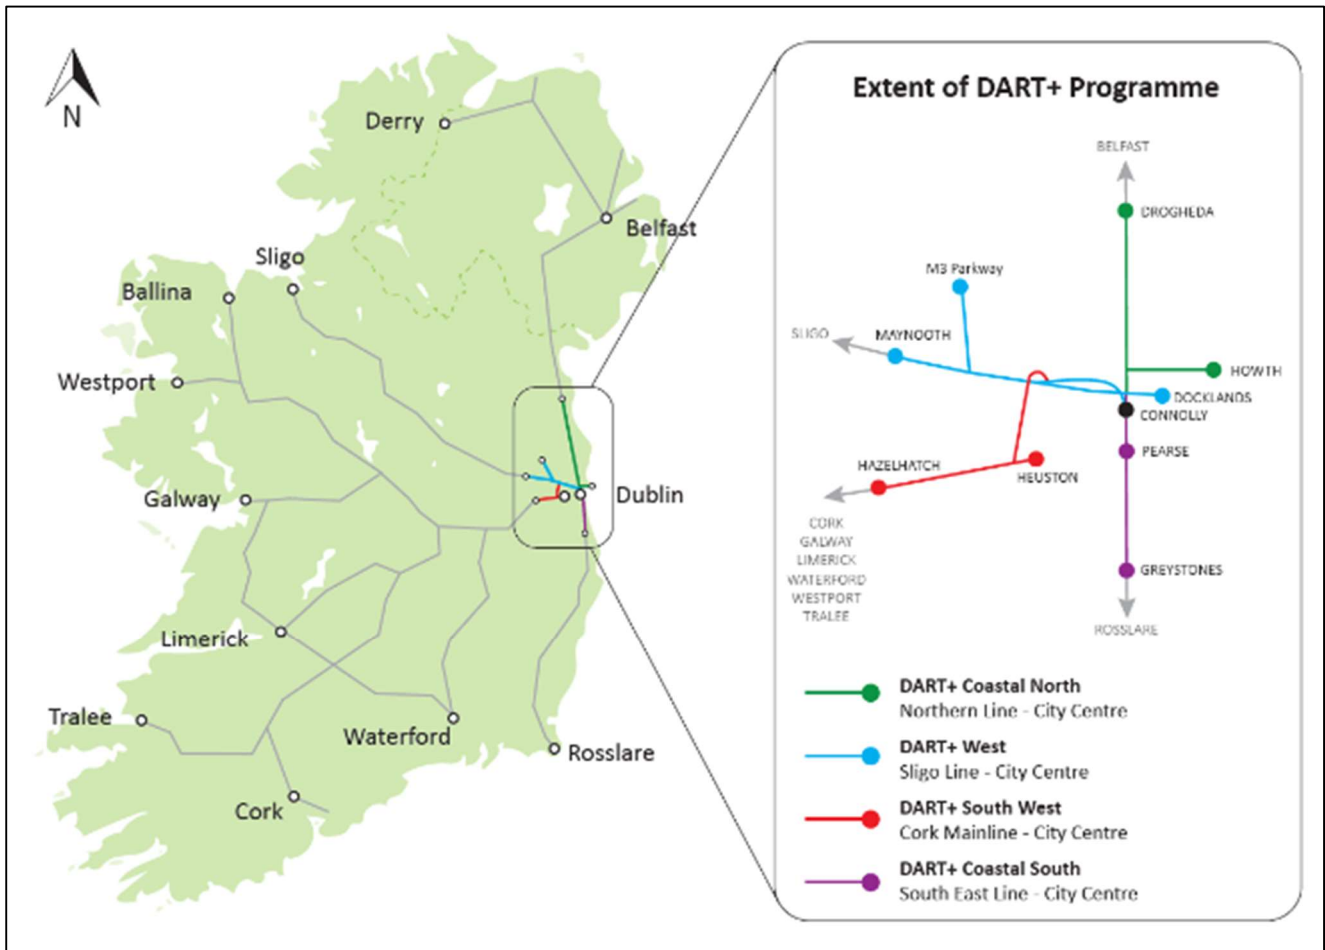 N
Derry
Belfast
Sligo
Ballina
Westport
Galway
Dublin
Limerick
Tralee
Waterford
Rosslare
Cork
Extent of DART+ Programme
BELFAST
DROGHEDA
M3 Parkway
SLIGO
MAYNOOTH
HOWTH
DOCKLANDS
CONNOLLY
PEARSE
HAZELHATCH
HEUSTON
CORK
GALWAY
LIMERICK
WATERFORD
WESTPORT
TRALEE
GREYSTONES
ROSSLARE
DART+ Coastal North
Northern Line - City Centre
DART+ West
Sligo Line - City Centre
DART+ South West
Cork Mainline - City Centre
DART+ Coastal South
South East Line - City Centre